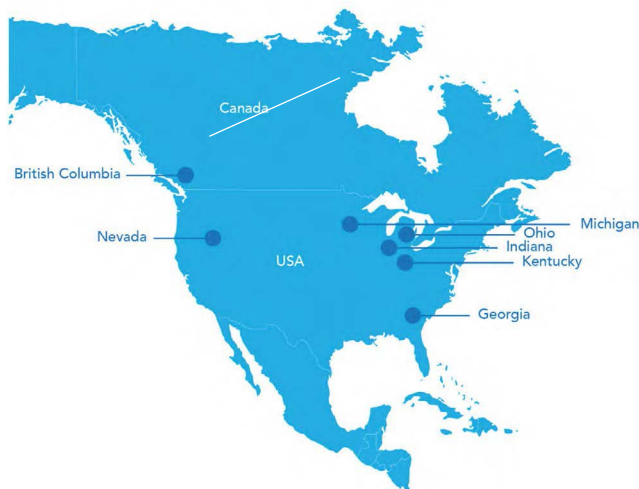 Canada
British Columbia
Michigan
Nevada
Ohio
Indiana
USA
Kentucky
Georgia